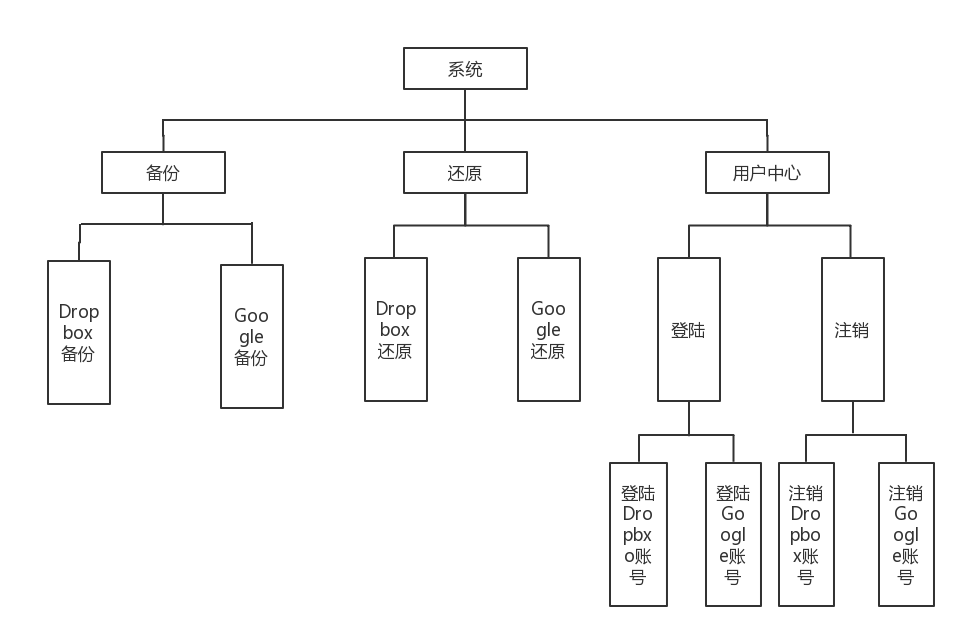 系统
备份
还原
用户中心
Drop
box
备份
Goo
gle
备份
Drop
box
还原
Goo
gle
还原
登陆
注销
登陆
Dro
pbx
o账
号
登陆
Go
ogl
e账
号
注销
Dro
pbo
x账
号
注销
Go
ogl
e账
号